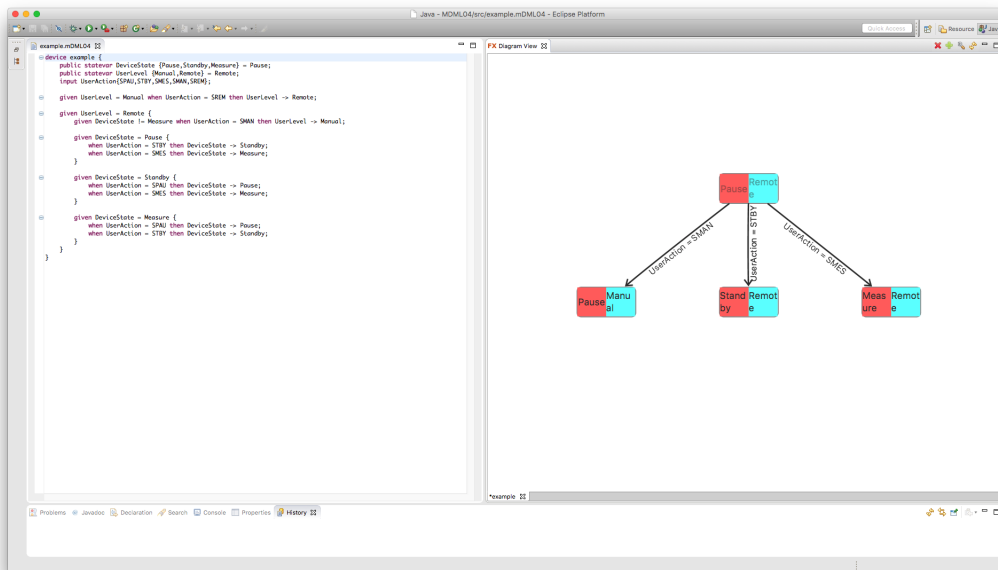 Java - MDML04/src/example.mDML04 - Eclipse Platform
Quick Access
Resource
Jav
example.mDML04
device example {
public statevar DeviceState {Pause,Standby,Measure} = Pause;
public statevar UserLevel {Manual,Remote} = Remote;
input UserAction{SPAU,STBY,SMES,SMAN,SREM};
given UserLevel = Manual when UserAction = SREM then UserLevel -> Remote;
given UserLevel = Remote {
given DeviceState != Measure when UserAction = SMAN then UserLevel -> Manual;
given DeviceState = Pause {
when UserAction = STBY then DeviceState -> Standby;
when UserAction = SMES then DeviceState -> Measure;
}
given DeviceState = Standby {
when UserAction = SPAU then DeviceState -> Pause;
when UserAction = SMES then DeviceState -> Measure;
}
given DeviceState = Measure {
when UserAction = SPAU then DeviceState -> Pause;
when UserAction = STBY then DeviceState -> Standby;
}
}
}
FX Diagram View
Pause
Remot
e
UserAction = SMAN
UserAction = STBY
UserAction = SMES
Pause
Manu
al
Stand
by
Remot
e
Meas
ure
Remot
e
*example
Problems
Javadoc
Declaration
Search
Console
Properties
History